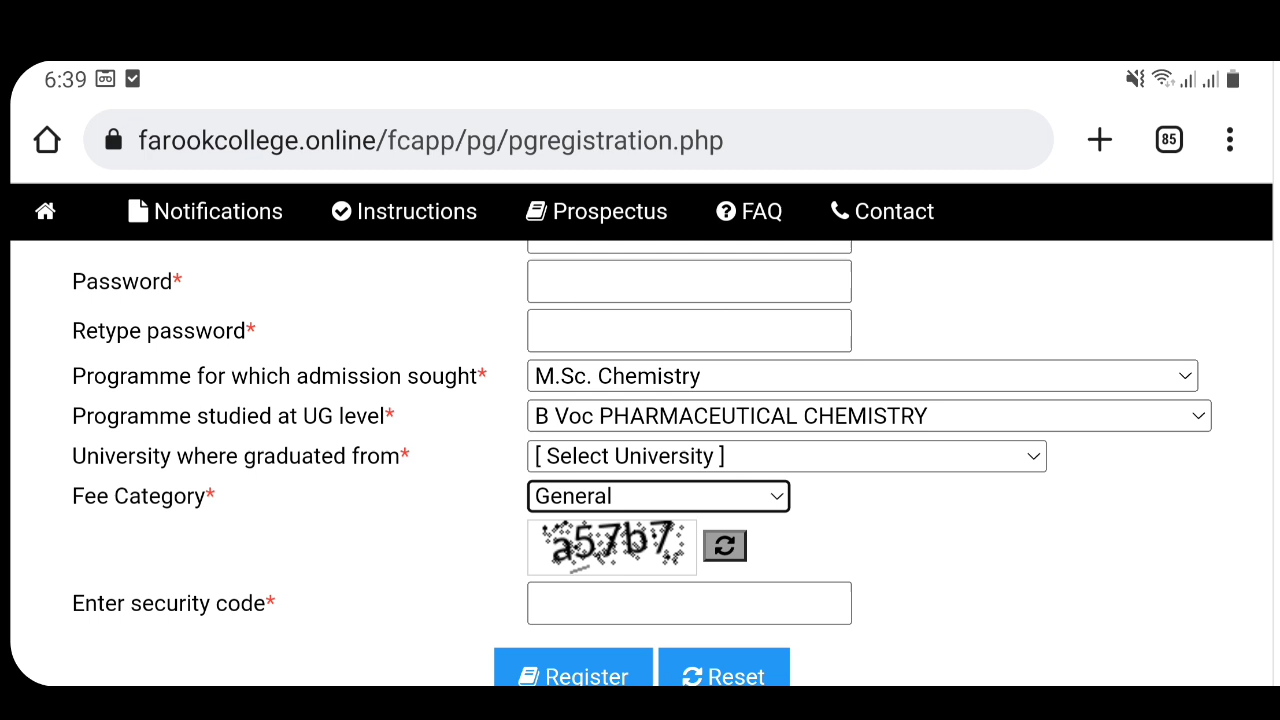 6:39
farookcollege.online/fcapp/pg/pgregistration.php
85
Notifications Instructions Prospectus FAQ Contact
Password*
Retype password*
Programme for which admission sought* M.Sc. Chemistry
Programme studied at UG level* B Voc PHARMACEUTICAL CHEMISTRY
University where graduated from* [ Select University ]
Fee Category* General
a57b7
Enter security code*
Register Reset